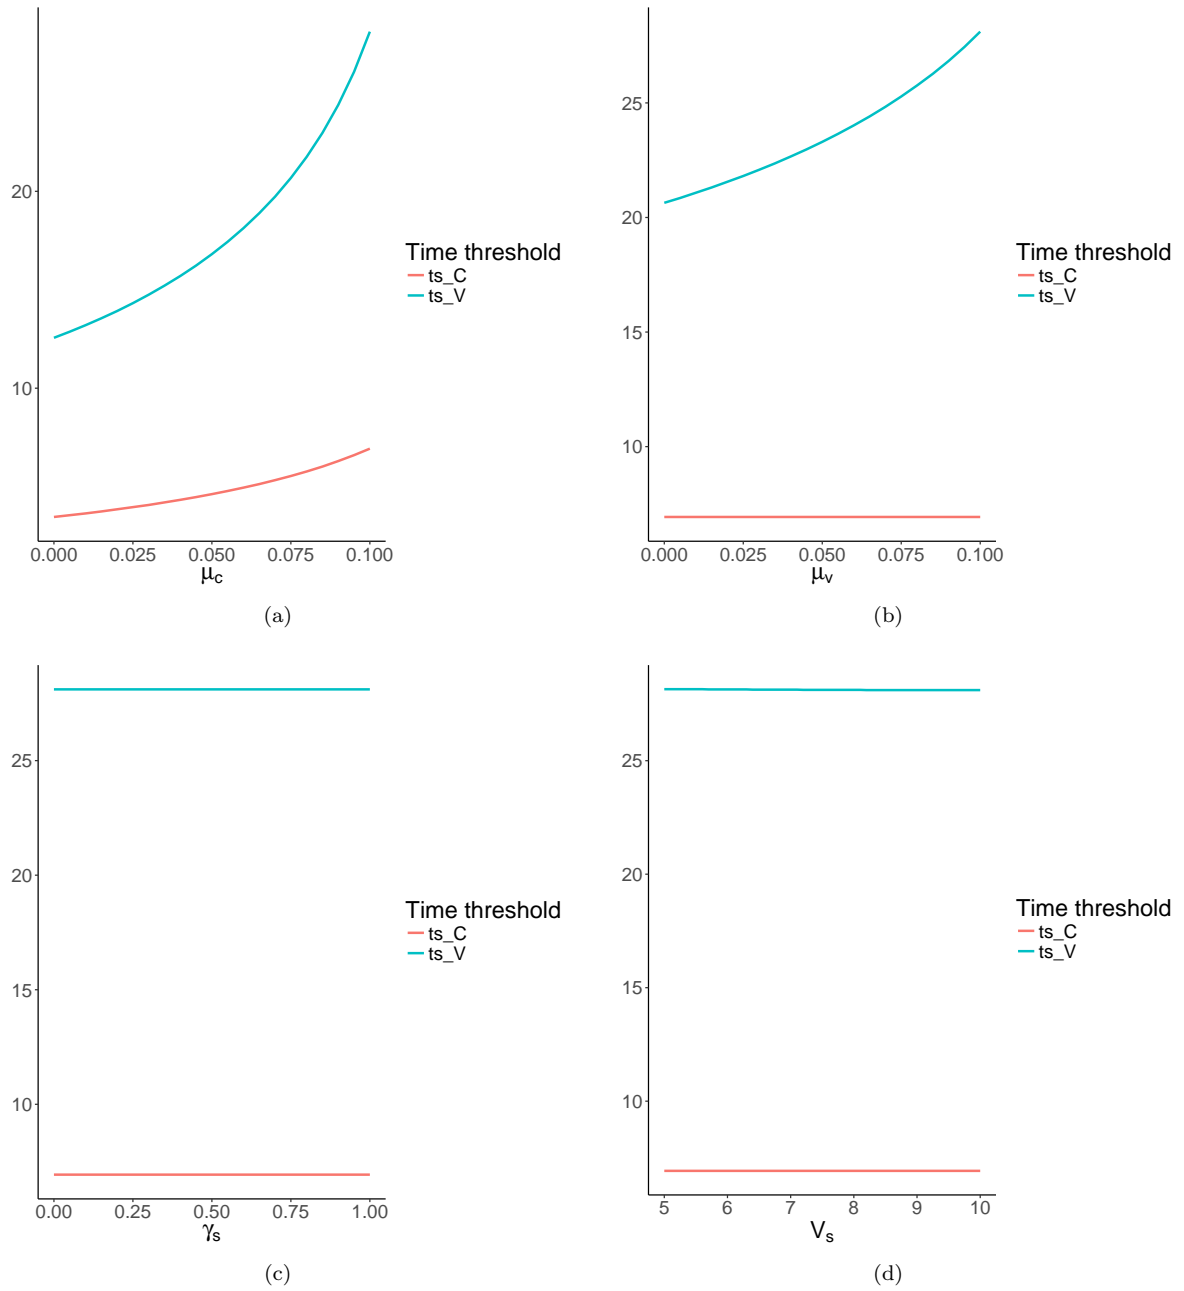 20
10
0.000 0.025 0.050 0.075 0.100
μc
Time threshold
ts_C
ts_V
(a)
25
20
15
10
0.000 0.025 0.050 0.075 0.100
μv
Time threshold
ts_C
ts_V
(b)
25
20
15
10
0.00 0.25 0.50 0.75 1.00
γs
Time threshold
ts_C
ts_V
(c)
25
20
15
10
5 6 7 8 9 10
Vs
Time threshold
ts_C
ts_V
(d)